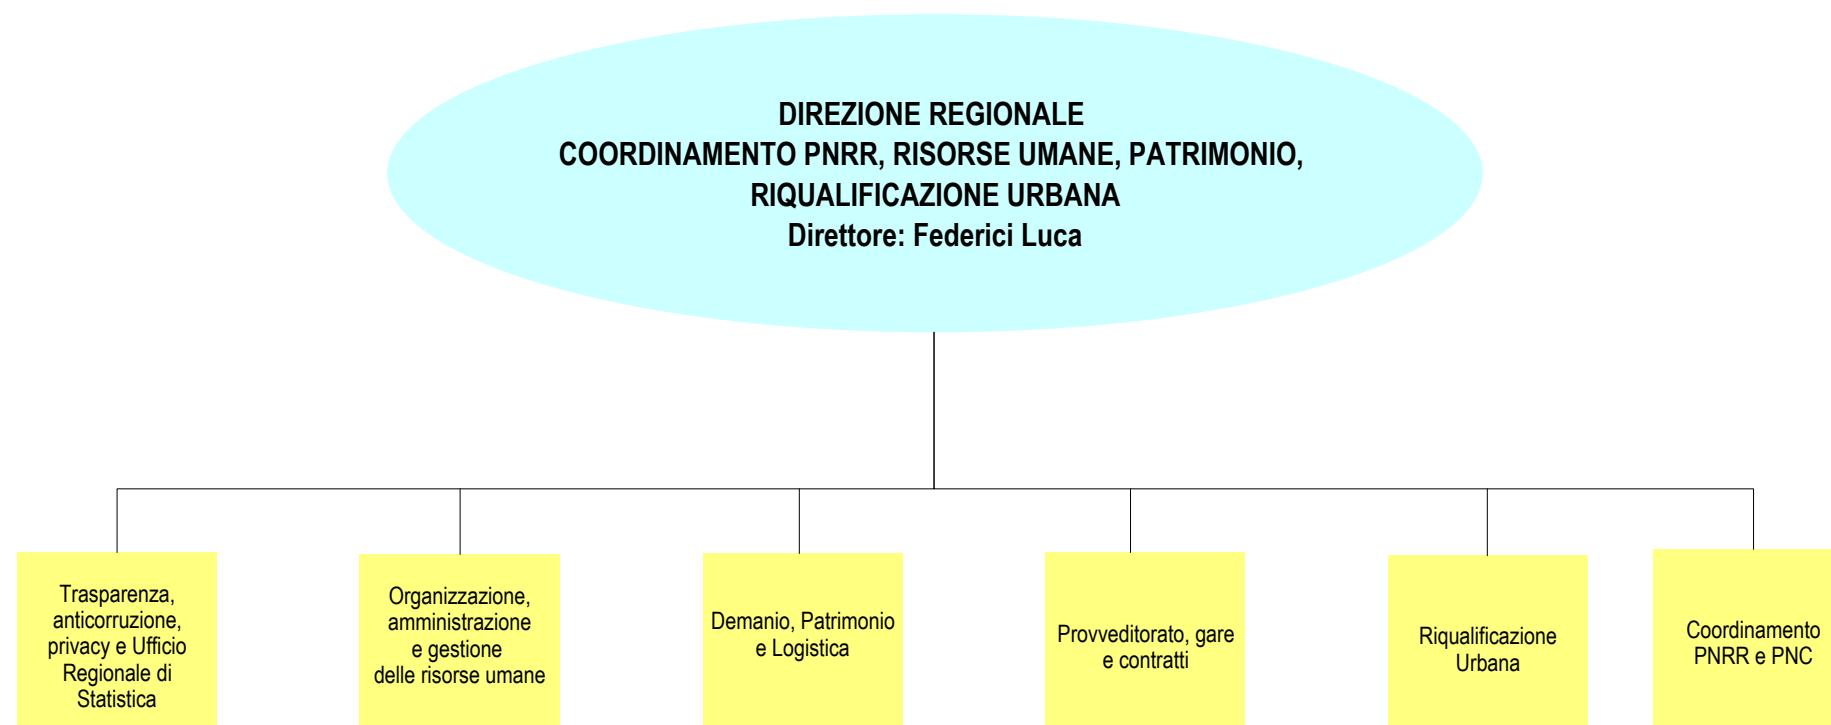 DIREZIONE REGIONALE
COORDINAMENTO PNRR, RISORSE UMANE, PATRIMONIO,
RIQUALIFICAZIONE URBANA
Direttore: Federici Luca
Trasparenza,
anticorruzione,
privacy e Ufficio
Regionale di
Statistica
Organizzazione,
amministrazione
e gestione
delle risorse umane
Demanio, Patrimonio
e Logistica
Provveditorato, gare
e contratti
Riqualificazione
Urbana
Coordinamento
PNRR e PNC